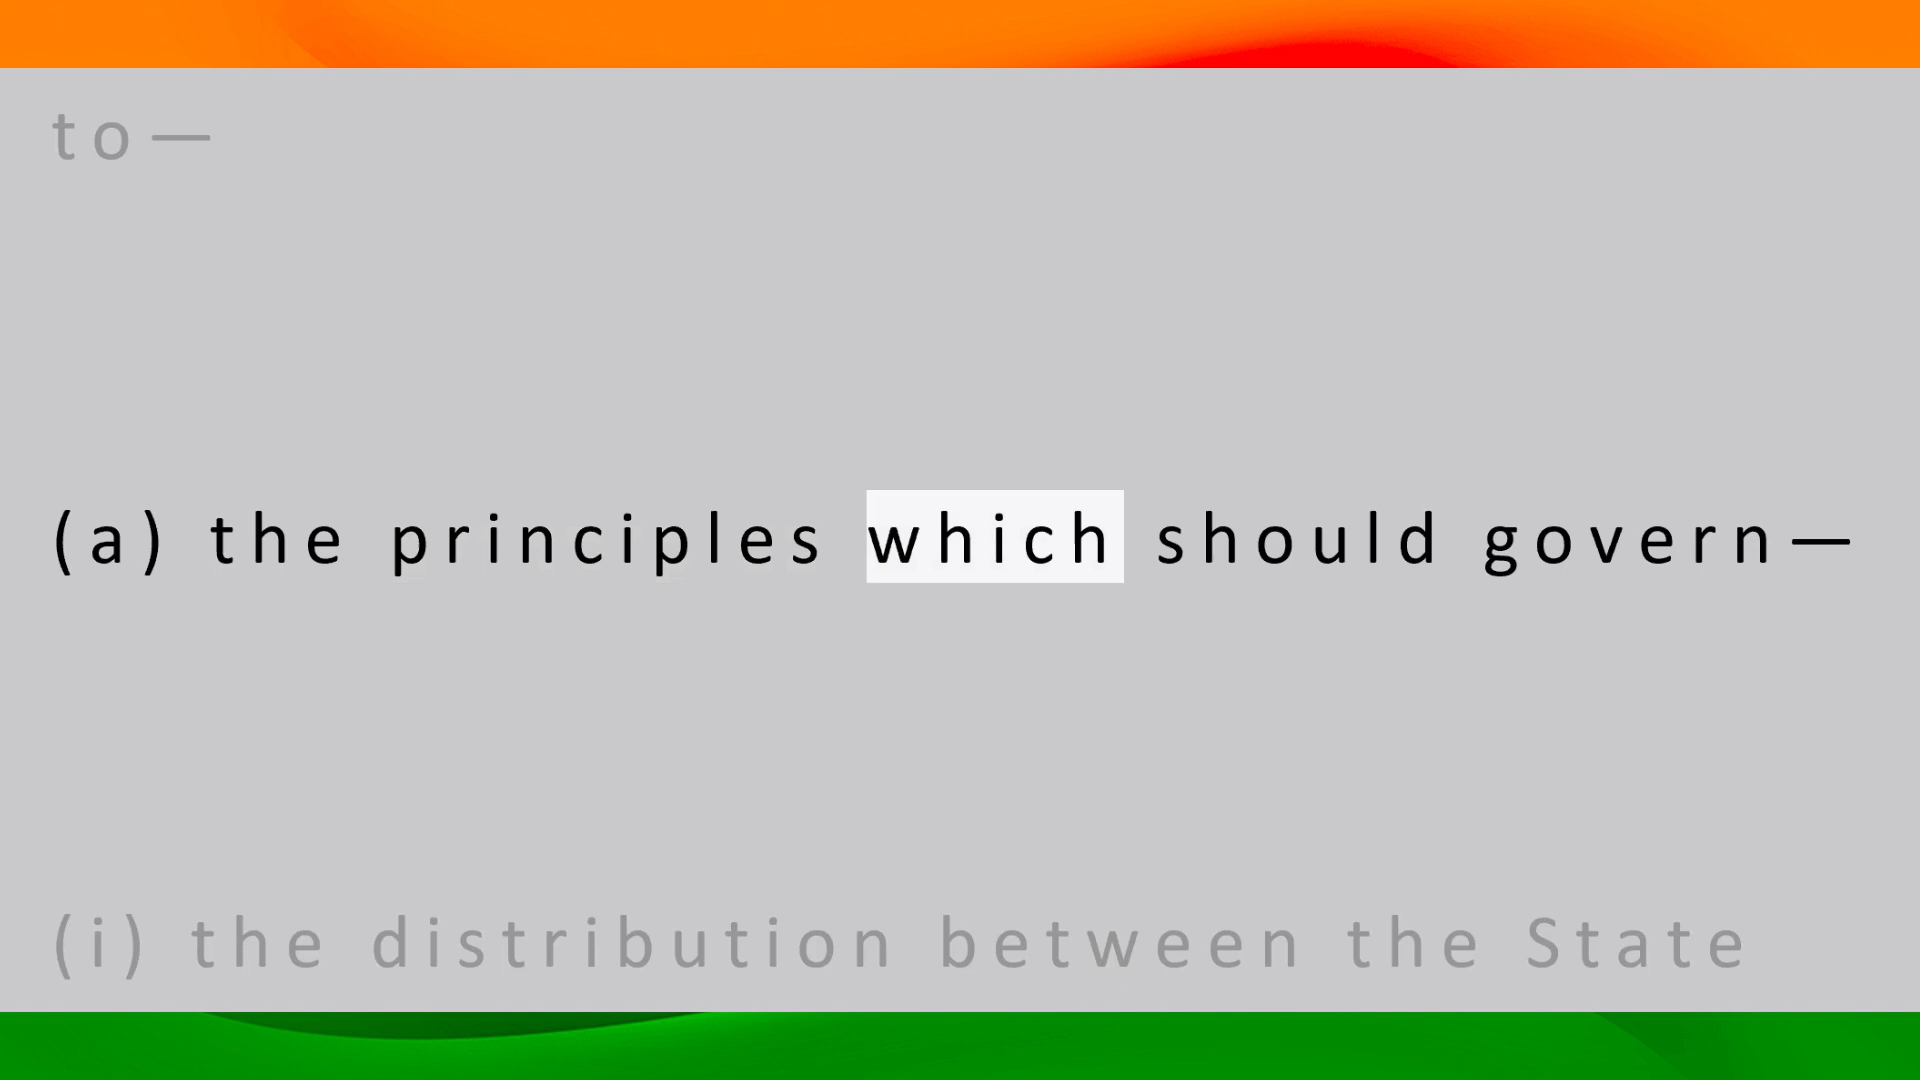 to—
(a) the principles which should govern—
(i) the distribution between the State